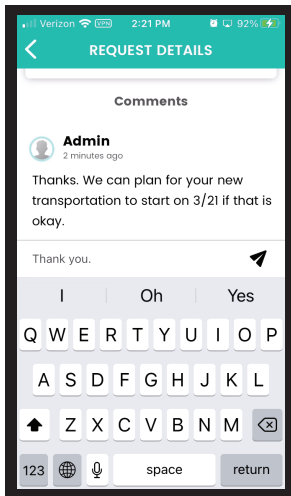 Verizon VPN 2:21 PM 92%
REQUEST DETAILS
Comments
Admin
2 minutes ago
Thanks. We can plan for your new
transportation to start on 3/21 if that is
okay.
Thank you.
I Oh Yes
Q W E R T Y U I O P
A S D F G H J K L
Z X C V B N M
123 space return